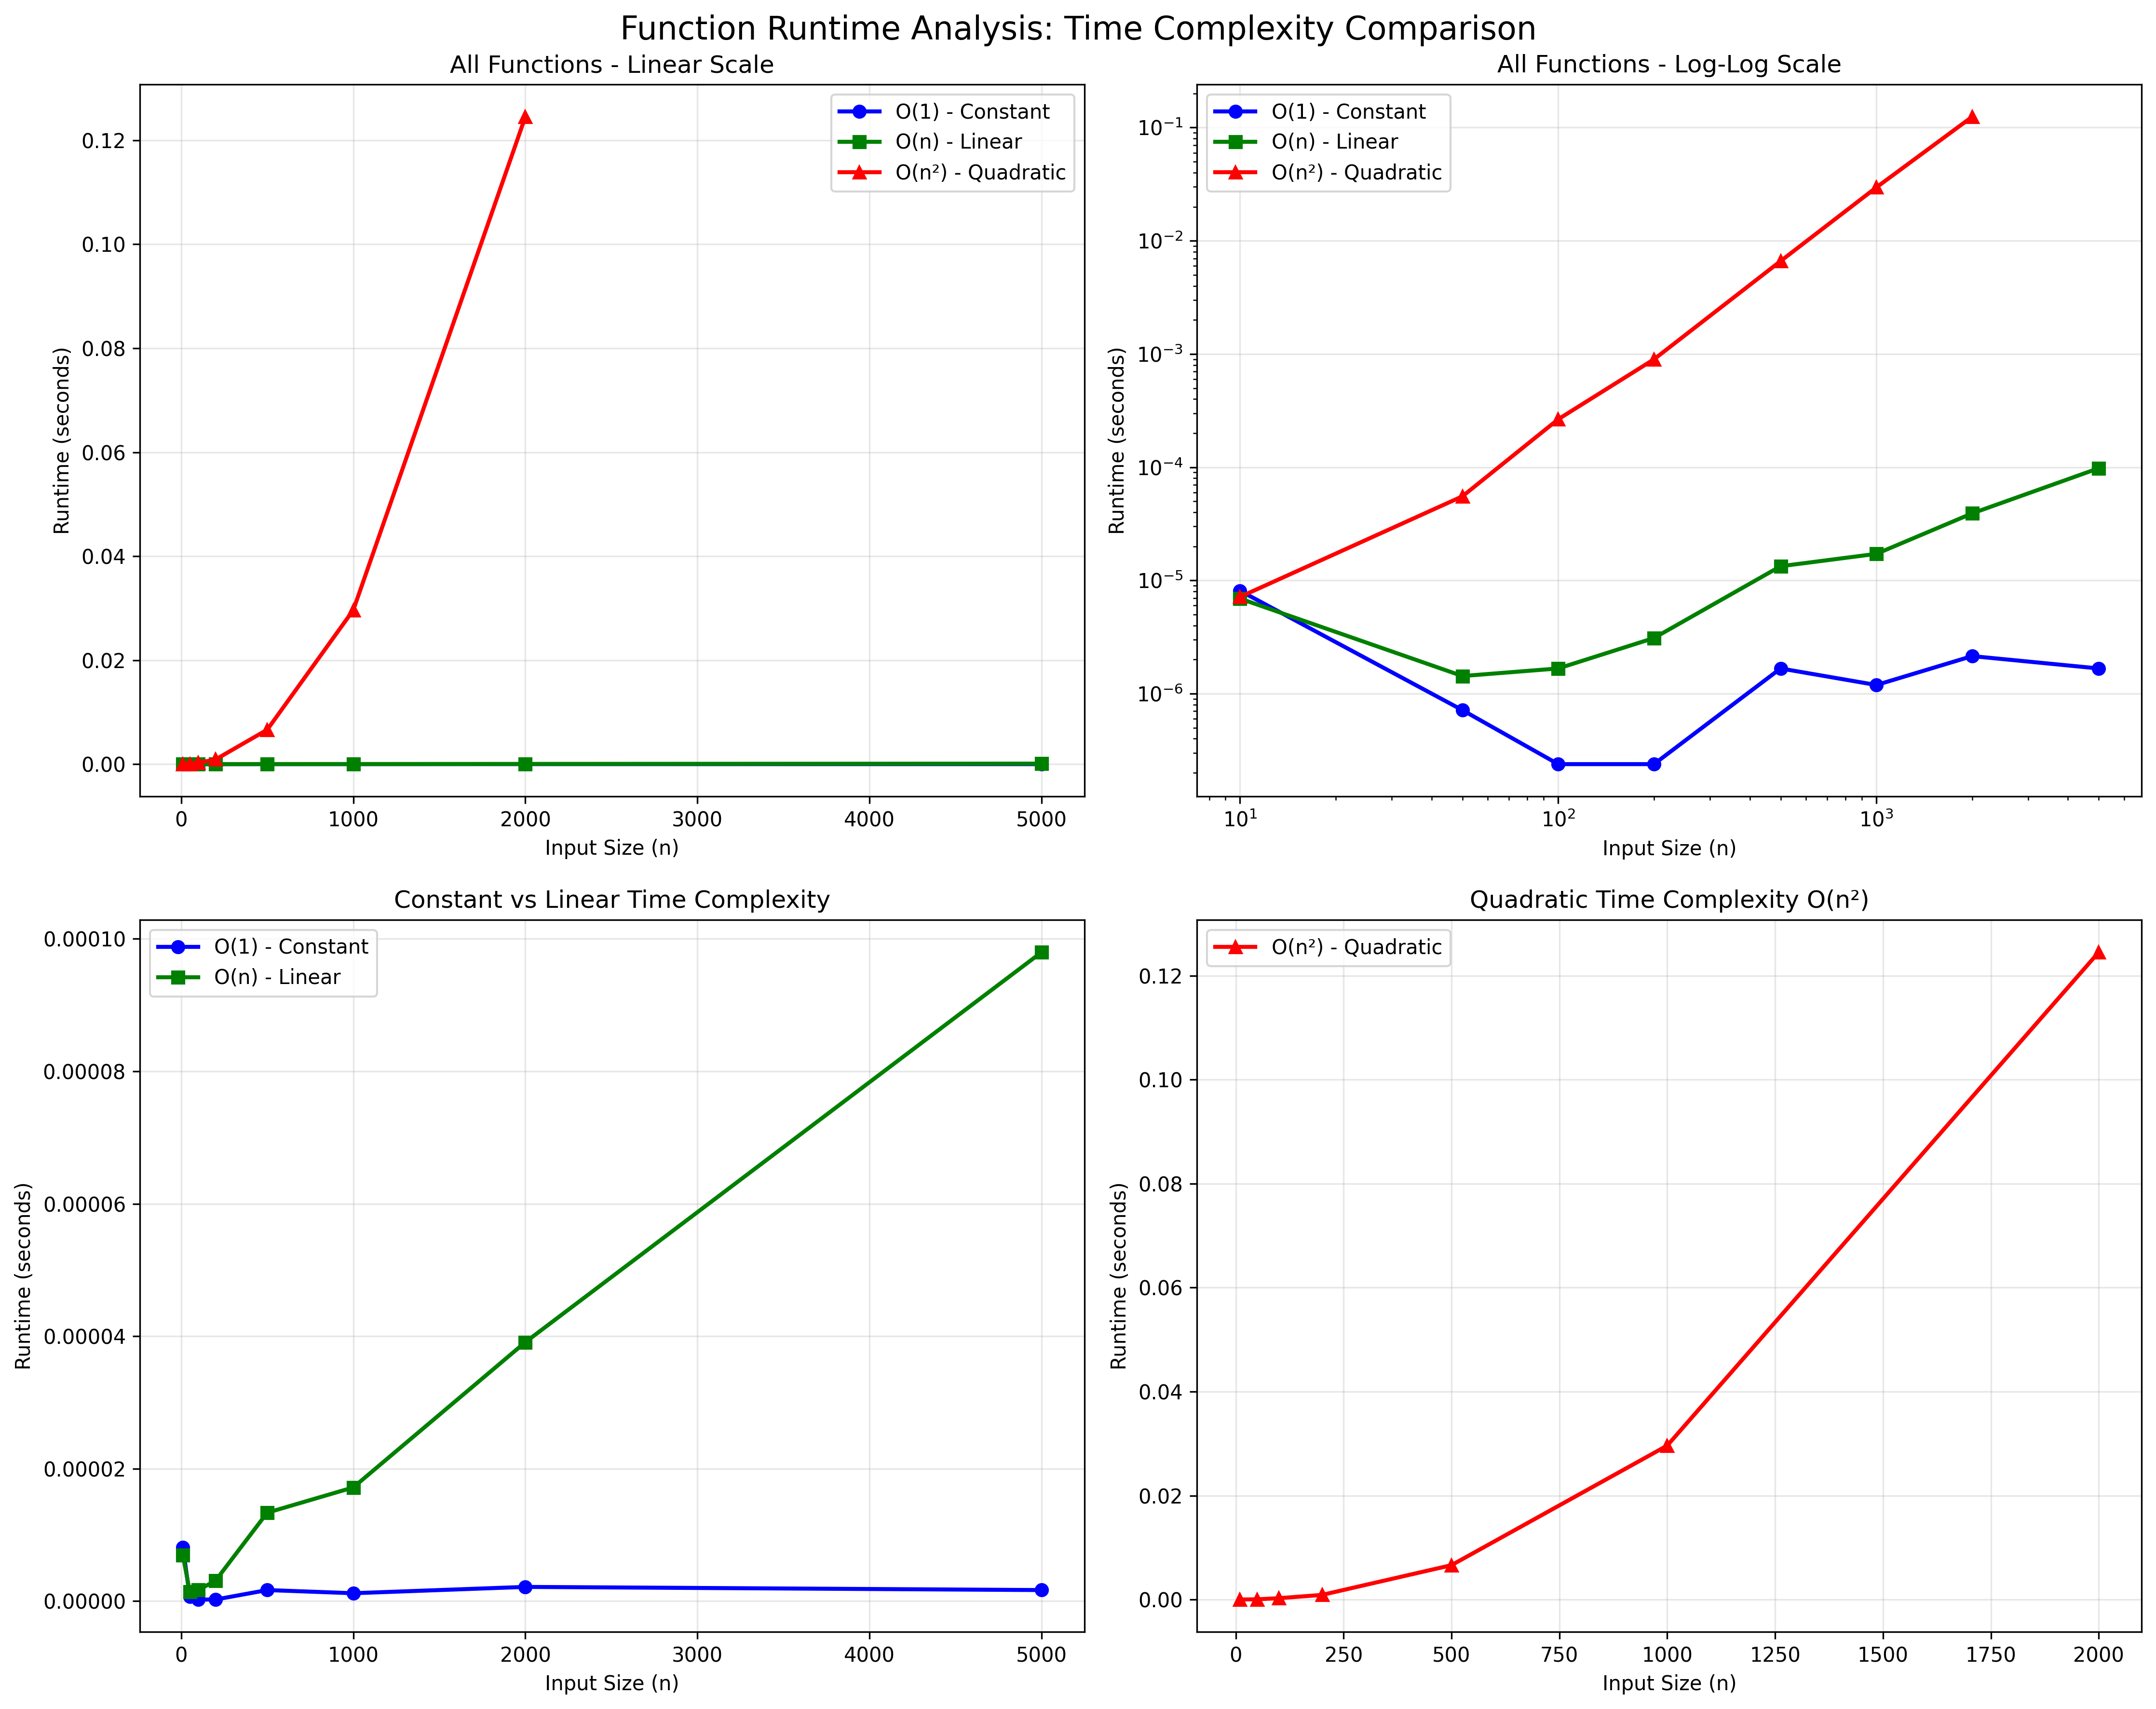 Function Runtime Analysis: Time Complexity Comparison
All Functions - Linear Scale
O(1) - Constant
O(n) - Linear
O(n²) - Quadratic
Runtime (seconds)
0.12
0.10
0.08
0.06
0.04
0.02
0.00
0 1000 2000 3000 4000 5000
Input Size (n)
All Functions - Log-Log Scale
O(1) - Constant
O(n) - Linear
O(n²) - Quadratic
Runtime (seconds)
10⁻¹
10⁻²
10⁻³
10⁻⁴
10⁻⁵
10⁻⁶
10¹ 10² 10³
Input Size (n)
Constant vs Linear Time Complexity
O(1) - Constant
O(n) - Linear
Runtime (seconds)
0.00010
0.00008
0.00006
0.00004
0.00002
0.00000
0 1000 2000 3000 4000 5000
Input Size (n)
Quadratic Time Complexity O(n²)
O(n²) - Quadratic
Runtime (seconds)
0.12
0.10
0.08
0.06
0.04
0.02
0.00
0 250 500 750 1000 1250 1500 1750 2000
Input Size (n)